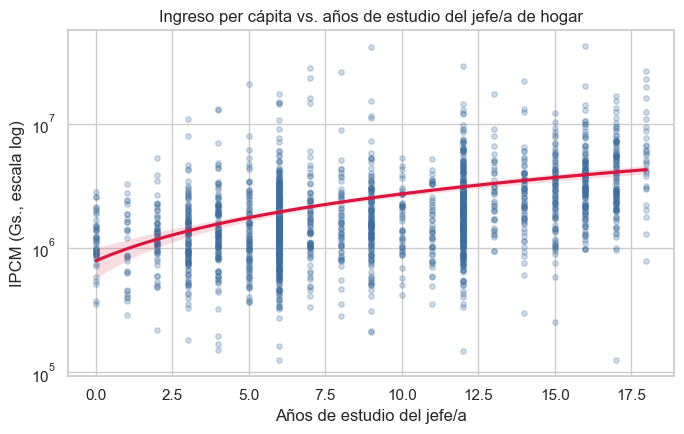 Ingreso per cápita vs. años de estudio del jefe/a de hogar
IPCM (Gs., escala log)
10^7
10^6
10^5
0.0 2.5 5.0 7.5 10.0 12.5 15.0 17.5
Años de estudio del jefe/a